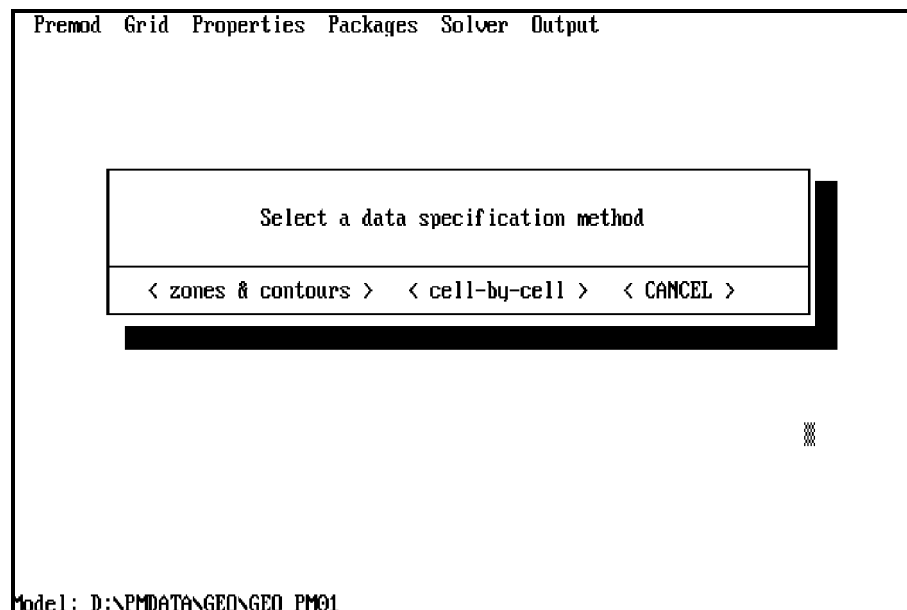 Premod Grid Properties Packages Solver Output
Select a data specification method
< zones & contours > < cell-by-cell > < CANCEL >
Model: D:\PMDATA\GEO\GEO_PM01